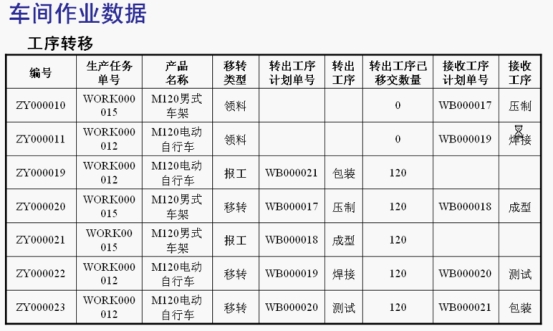 车间作业数据
工序转移
编号 生产任务单号 产品名称 移转类型 转出工序计划单号 转出工序 转出工序已移交数量 接收工序计划单号 接收工序
ZY000010 WORK000015 M120男式车架 领料 0 WB000017 压制
ZY000011 WORK000012 M120电动自行车 领料 0 WB000019 焊接
ZY000019 WORK000012 M120电动自行车 报工 WB000021 包装 120
ZY000020 WORK000015 M120男式车架 移转 WB000017 压制 120 WB000018 成型
ZY000021 WORK00015 M120男式车架 报工 WB000018 成型 120
ZY000022 WORK000012 M120电动自行车 移转 WB000019 焊接 120 WB000020 测试
ZY000023 WORK000012 M120电动自行车 移转 WB000020 测试 120 WB000021 包装